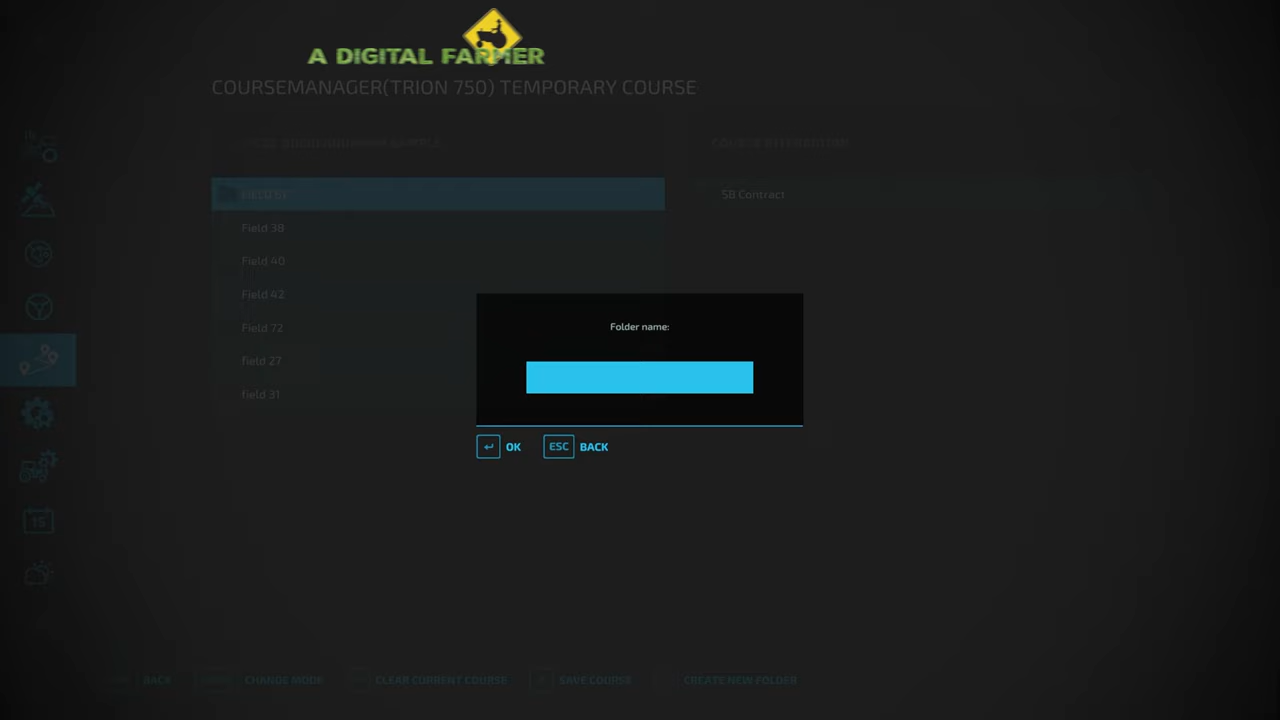 A DIGITAL FARMER
COURSEMANAGER(TRION 750) TEMPORARY COURSE
SB Contract
Field 38
Field 40
Field 42
Field 72
field 27
field 31
Folder name:
↵ OK ESC BACK
15
BACK CHANGE MODE CLEAR CURRENT COURSE SAVE COURSE CREATE NEW FOLDER